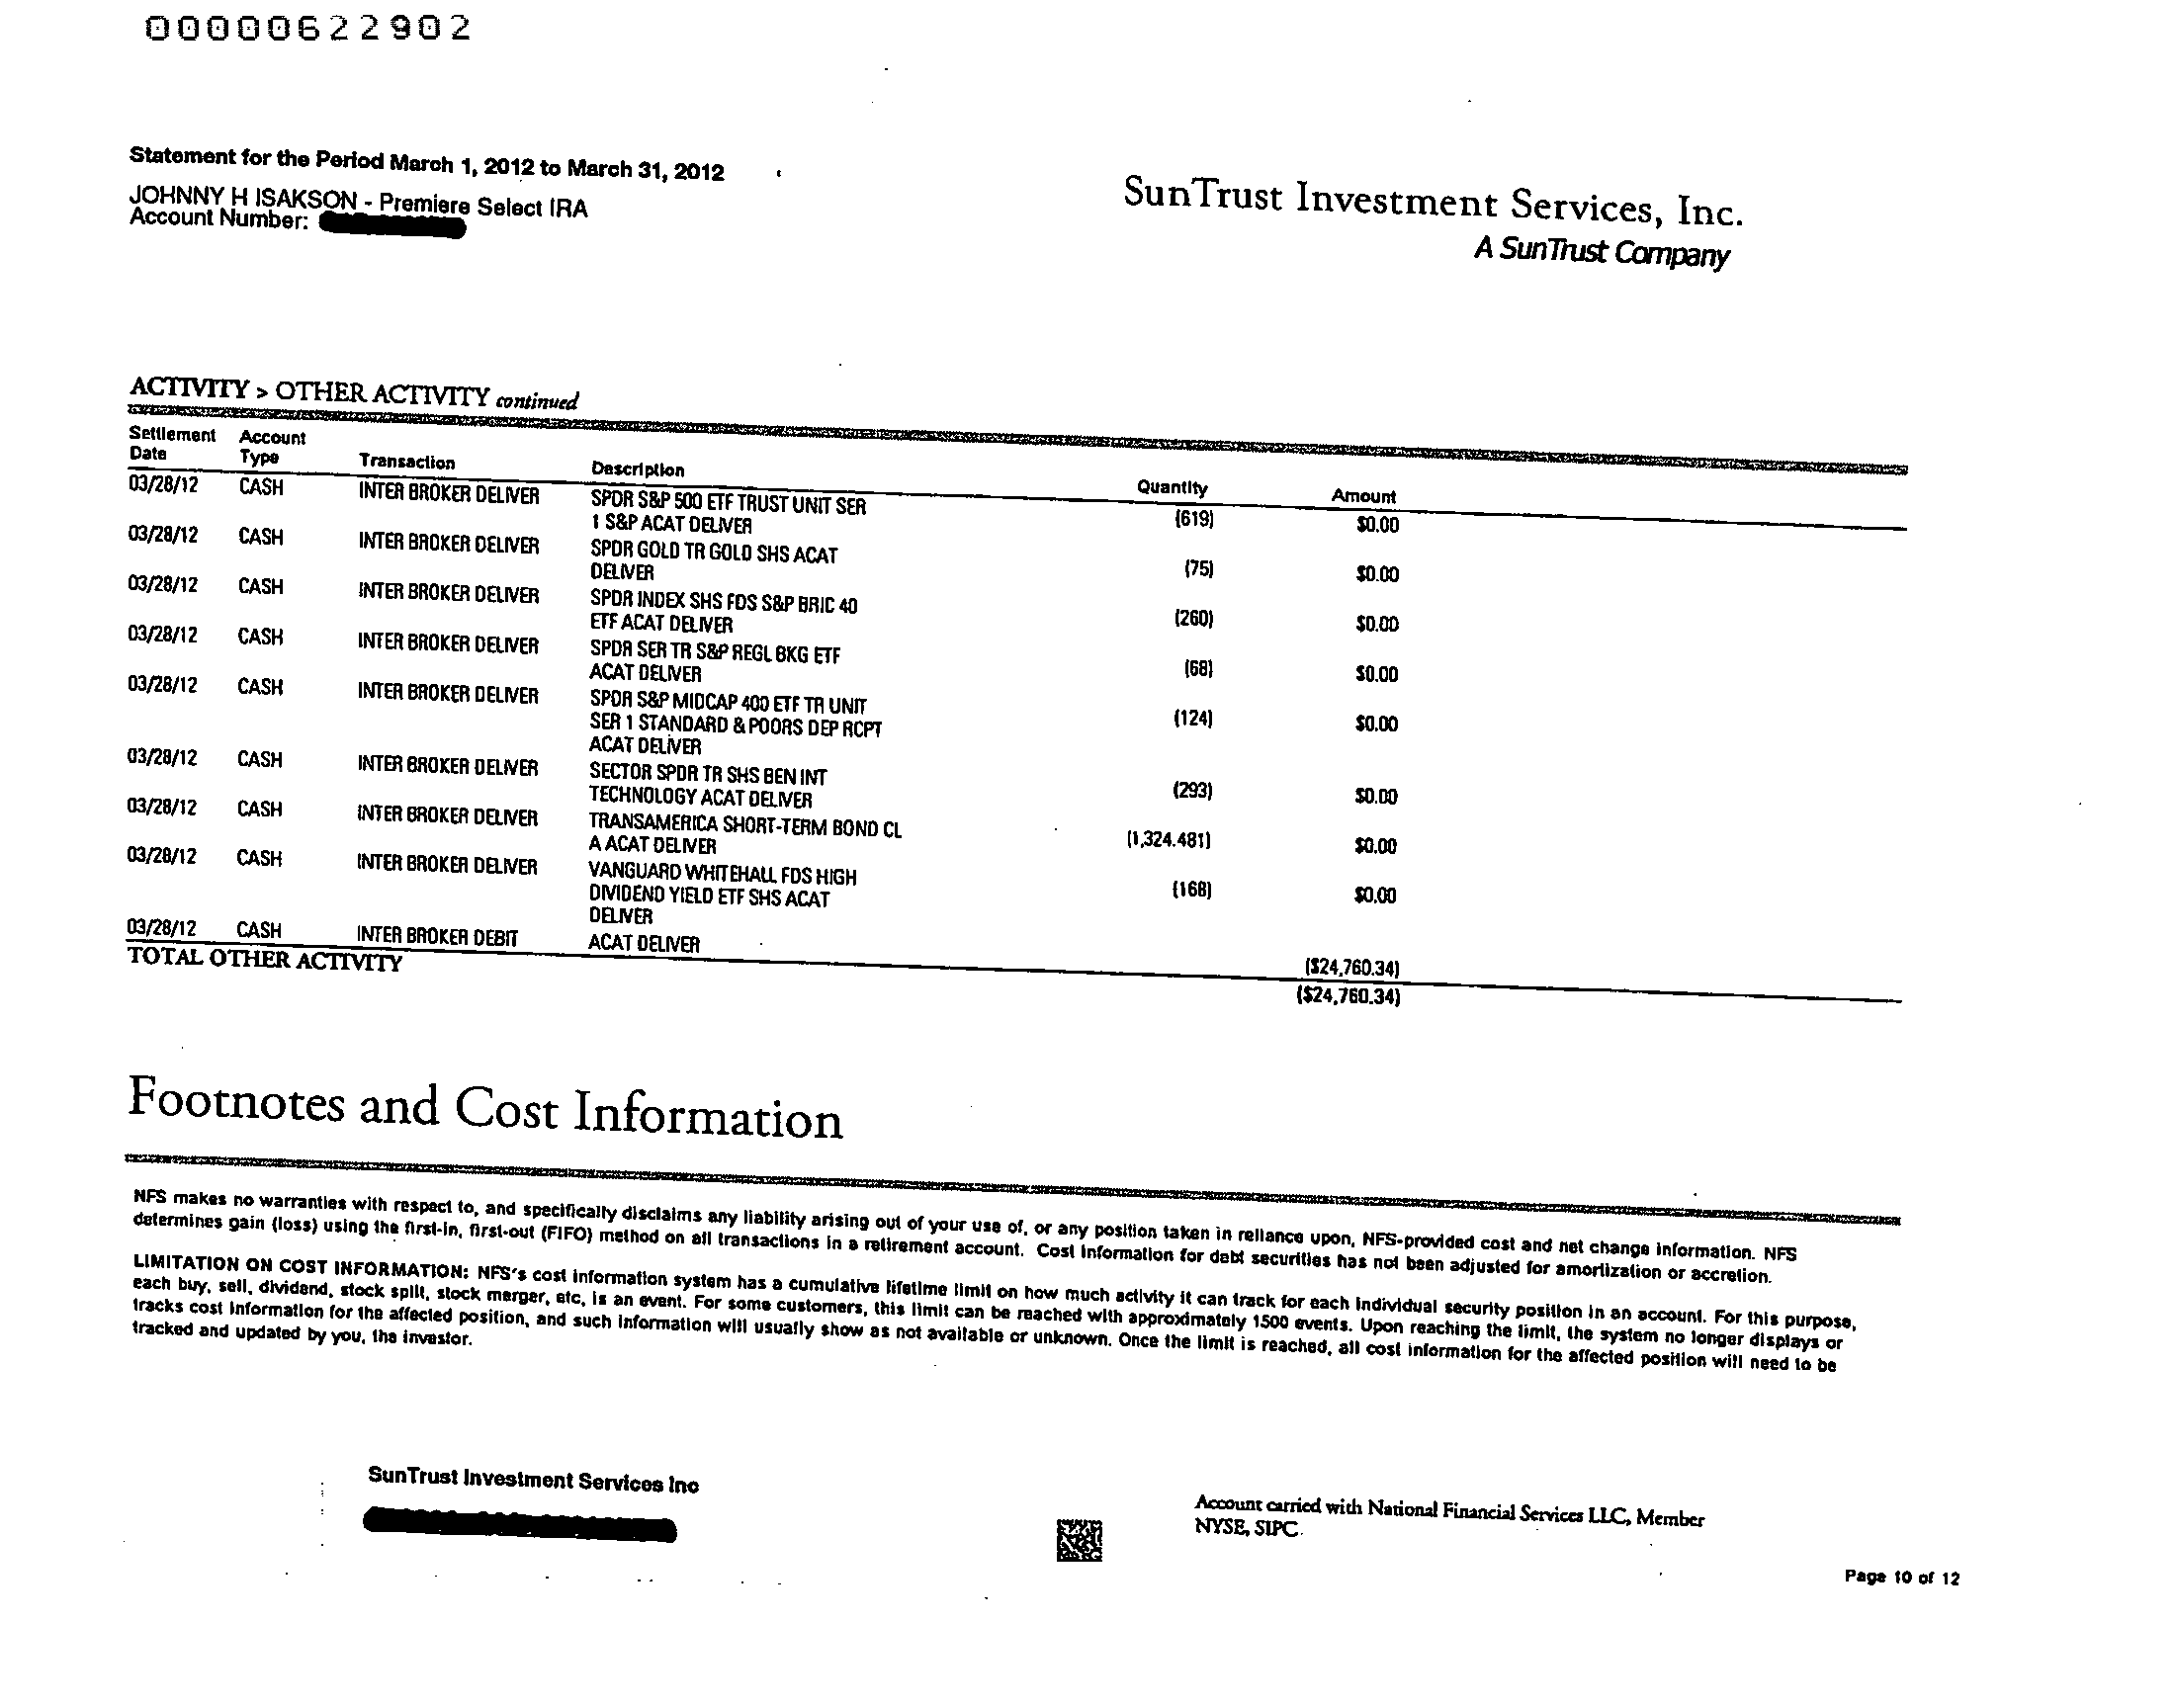 00000622902
Statement for the Period March 1, 2012 to March 31, 2012
JOHNNY H ISAKSON - Premiere Select IRA
Account Number:
SunTrust Investment Services, Inc.
A SunTrust Company
ACTIVITY > OTHER ACTIVITY continued
Settlement Date Account Type Transaction Description Quantity Amount
03/28/12 CASH INTER BROKER DELIVER SPDR S&P 500 ETF TRUST UNIT SER (619) $0.00
1 S&P ACAT DELIVER
03/28/12 CASH INTER BROKER DELIVER SPDR GOLD TR GOLD SHS ACAT (75) $0.00
DELIVER
03/28/12 CASH INTER BROKER DELIVER SPDR INDEX SHS FDS S&P BRIC 40 (260) $0.00
ETF ACAT DELIVER
03/28/12 CASH INTER BROKER DELIVER SPDR SER TR S&P REGL BKG ETF (68) $0.00
ACAT DELIVER
03/28/12 CASH INTER BROKER DELIVER SPDR S&P MIDCAP 400 ETF TR UNIT (124) $0.00
SER 1 STANDARD & POORS DEP RCPT
ACAT DELIVER
03/28/12 CASH INTER BROKER DELIVER SECTOR SPDR TR SHS BEN INT (293) $0.00
TECHNOLOGY ACAT DELIVER
03/28/12 CASH INTER BROKER DELIVER TRANSAMERICA SHORT-TERM BOND CL (1,324.481) $0.00
A ACAT DELIVER
03/28/12 CASH INTER BROKER DELIVER VANGUARD WHITEHALL FDS HIGH (168) $0.00
DIVIDEND YIELD ETF SHS ACAT
DELIVER
03/28/12 CASH INTER BROKER DEBIT ACAT DELIVER ($24,760.34)
TOTAL OTHER ACTIVITY ($24,760.34)
Footnotes and Cost Information
NFS makes no warranties with respect to, and specifically disclaims any liability arising out of your use of, or any position taken in reliance upon, NFS-provided cost and net change information. NFS
determines gain (loss) using the first-in, first-out (FIFO) method on all transactions in a retirement account. Cost information for debt securities has not been adjusted for amortization or accretion.
LIMITATION ON COST INFORMATION: NFS's cost information system has a cumulative lifetime limit on how much activity it can track for each individual security position in an account. For this purpose,
each buy, sell, dividend, stock split, stock merger, etc, is an event. For some customers, this limit can be reached with approximately 1500 events. Upon reaching the limit, the system no longer displays or
tracks cost information for the affected position, and such information will usually show as not available or unknown. Once the limit is reached, all cost information for the affected position will need to be
tracked and updated by you, the investor.
SunTrust Investment Services Inc
Account carried with National Financial Services LLC, Member
NYSE, SIPC
Page 10 of 12